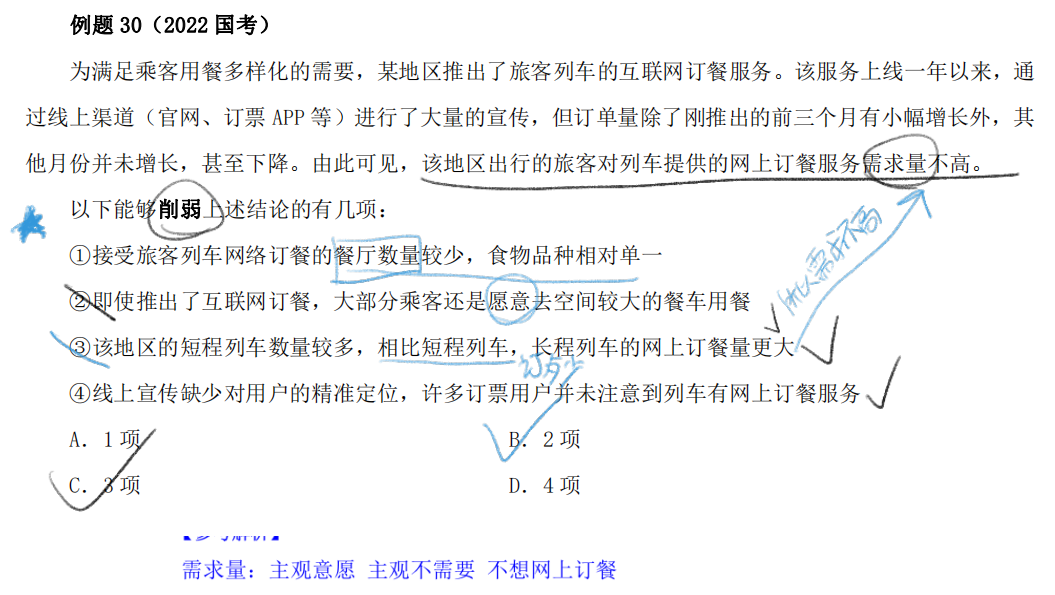 例题 30（2022 国考）
为满足乘客用餐多样化的需要，某地区推出了旅客列车的互联网订餐服务。该服务上线一年以来，通
过线上渠道（官网、订票 APP 等）进行了大量的宣传，但订单量除了刚推出的前三个月有小幅增长外，其
他月份并未增长，甚至下降。由此可见，该地区出行的旅客对列车提供的网上订餐服务需求量不高。
以下能够削弱上述结论的有几项：
①接受旅客列车网络订餐的餐厅数量较少，食物品种相对单一
②即使推出了互联网订餐，大部分乘客还是愿意去空间较大的餐车用餐
③该地区的短程列车数量较多，相比短程列车，长程列车的网上订餐量更大
④线上宣传缺少对用户的精准定位，许多订票用户并未注意到列车有网上订餐服务
A. 1 项
B. 2 项
C. 3 项
D. 4 项
【参考解析】
需求量：主观意愿 主观不需要 不想网上订餐